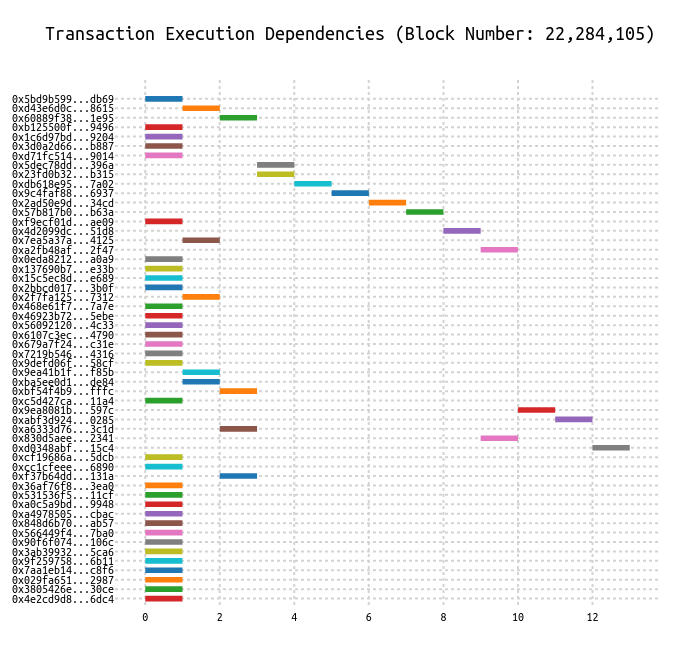 Transaction Execution Dependencies (Block Number: 22,284,105)
0x5bd9b599...db69
0xd43e6d0c...8615
0x60889f38...1e95
0xb125500f...9496
0x1c6d97bd...9204
0x3d0a2d66...b887
0xd71fc514...9014
0x5dec78dd...396a
0x23fd0b32...b315
0xdb618e95...7a02
0x9c4faf88...6937
0x2ad50e9d...34cd
0x57b817b0...b63a
0xf9ecf01d...ae09
0x4d2099dc...51d8
0x7ea5a37a...4125
0xa2fb48af...2f47
0x0eda8212...a0a9
0x137690b7...e33b
0x15c5ec8d...e689
0x2bbcd017...3b0f
0x2f7fa125...7312
0x468e61f7...7a7e
0x46923b72...5ebe
0x56092120...4c33
0x6107c3ec...4790
0x679a7f24...c31e
0x7219b546...4316
0x9defd06f...58cf
0x9ea41b1f...f85b
0xba5ee0d1...de84
0xbf54f4b9...fffc
0xc5d427ca...11a4
0x9ea8081b...597c
0xabf3d924...0285
0xa6333d76...3c1d
0x830d5aee...2341
0xd0348abf...15c4
0xcf19686a...5dcb
0xcc1cfeee...6890
0xf37b64dd...131a
0x36af76f8...3ea0
0x531536f5...11cf
0xa0c5a9bd...9948
0xa4978505...cbac
0x848d6b70...ab57
0x566449f4...7ba0
0x90f6f074...106c
0x3ab39932...5ca6
0x9f259758...6b11
0x7aa1eb14...c8f6
0x029fa651...2987
0x3805426e...30ce
0x4e2cd9d8...6dc4
0 2 4 6 8 10 12